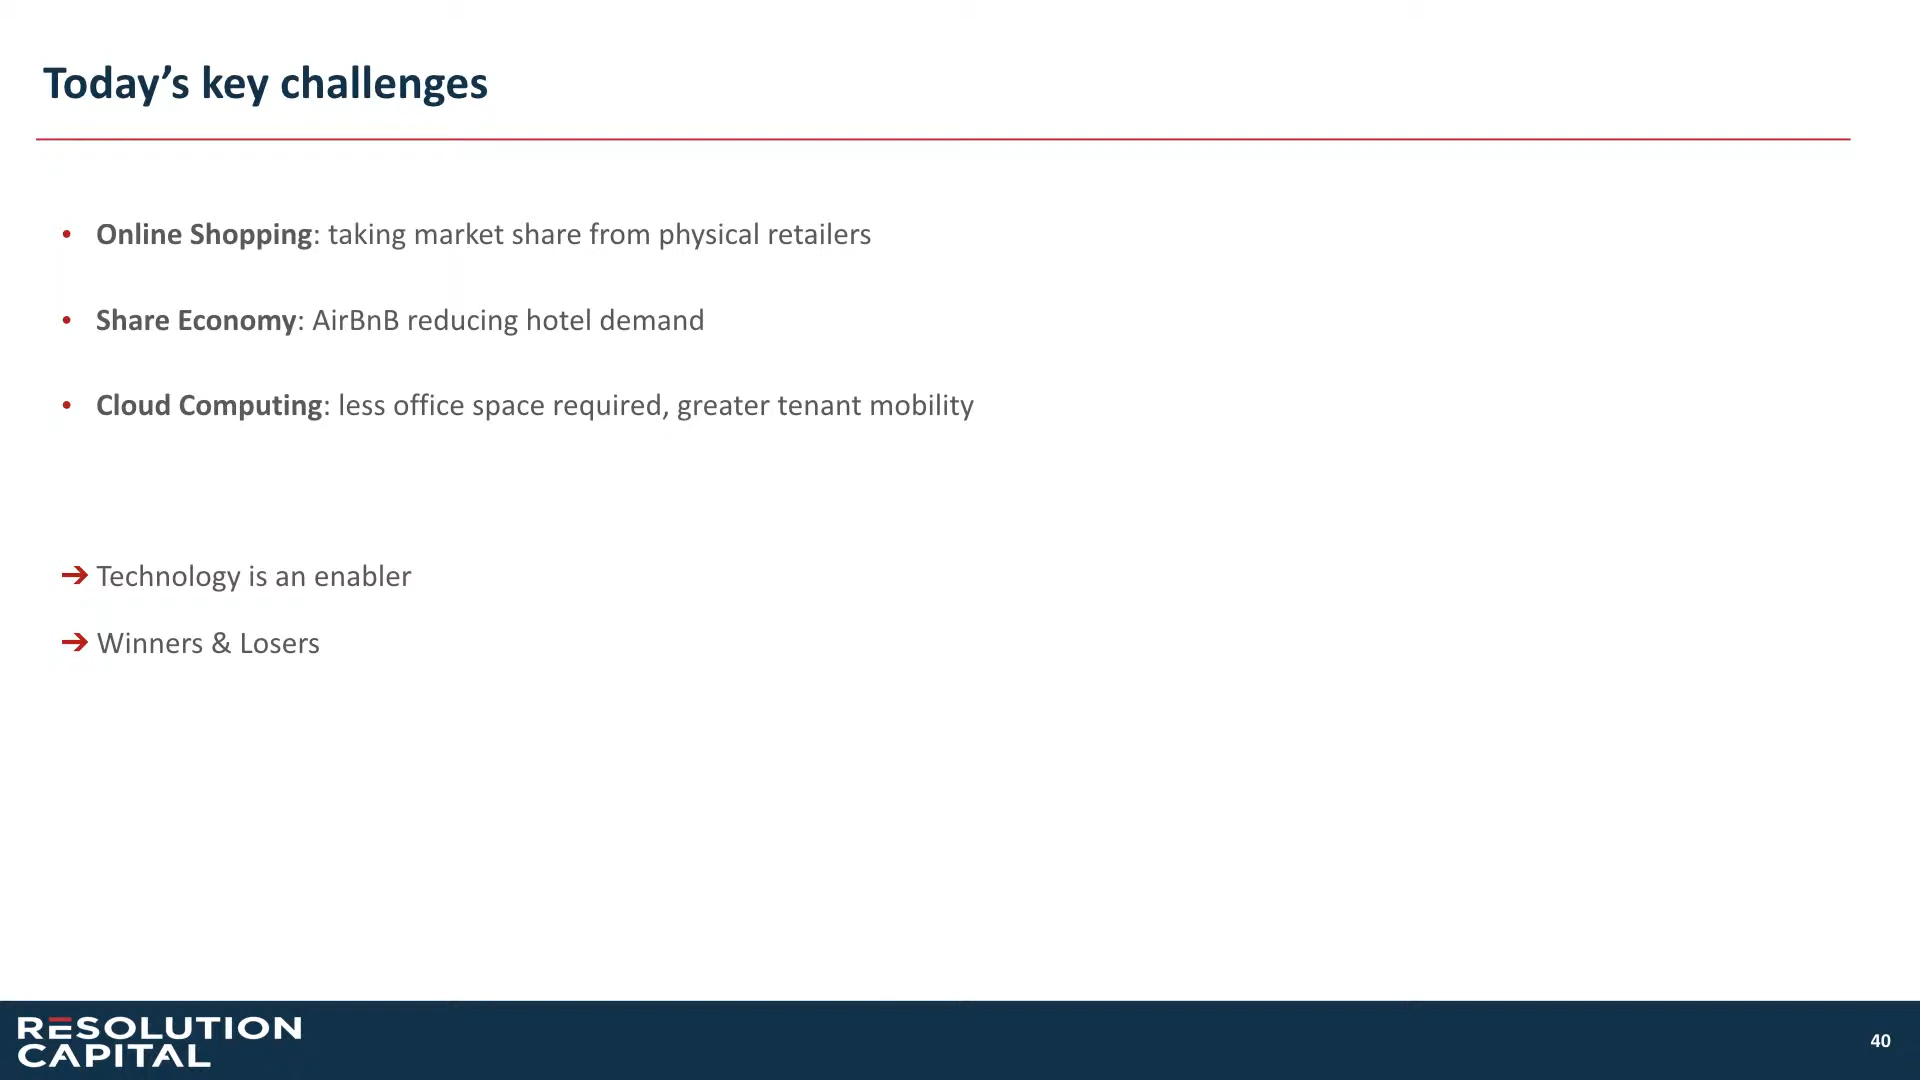 Today’s key challenges
• Online Shopping: taking market share from physical retailers
• Share Economy: AirBnB reducing hotel demand
• Cloud Computing: less office space required, greater tenant mobility
➔ Technology is an enabler
➔ Winners & Losers
RESOLUTION
CAPITAL
40